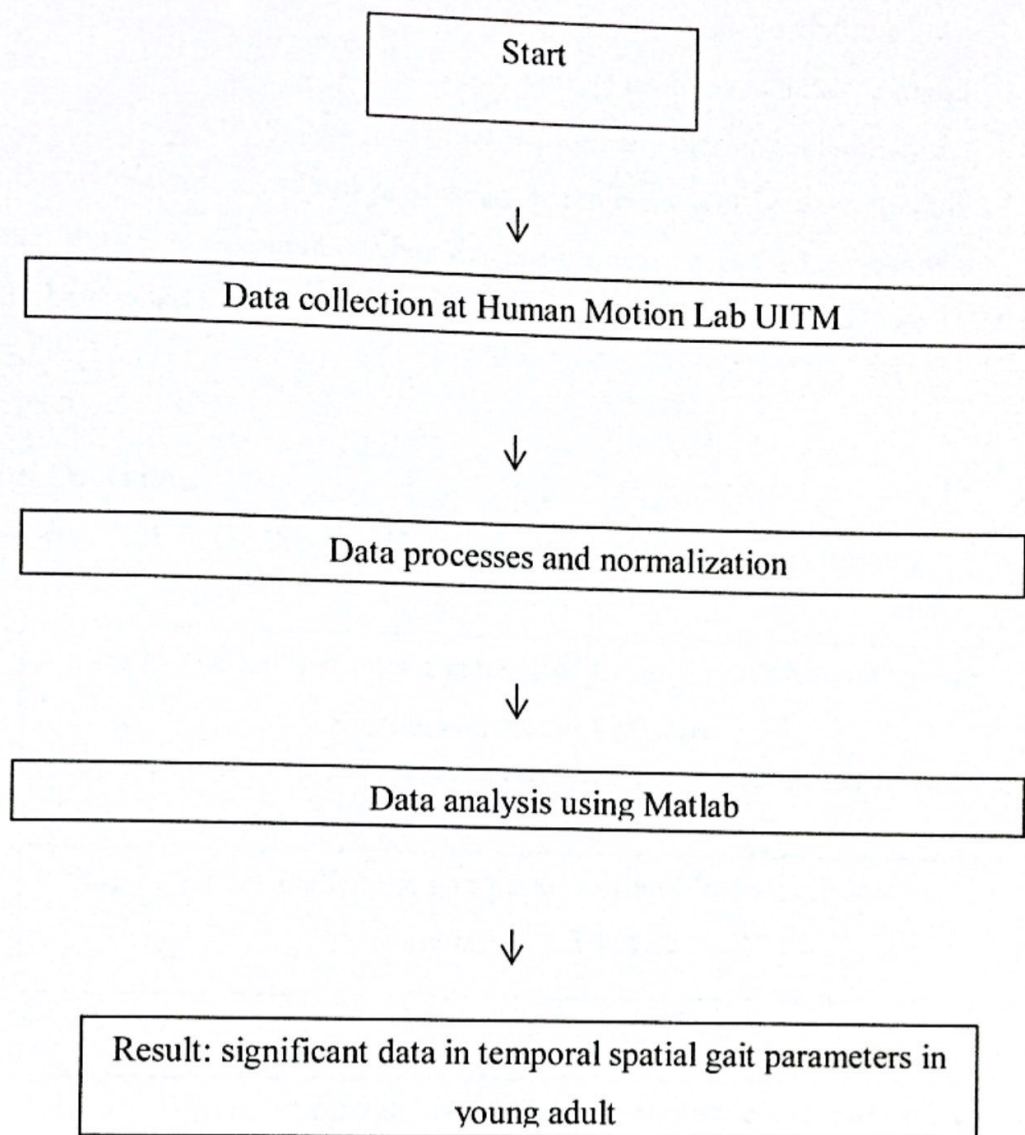 Start
Data collection at Human Motion Lab UITM
Data processes and normalization
Data analysis using Matlab
Result: significant data in temporal spatial gait parameters in
young adult